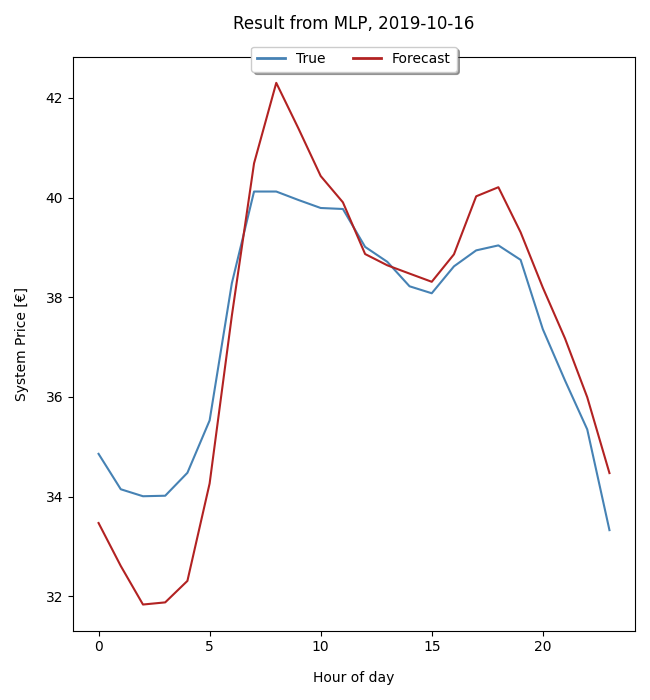 Result from MLP, 2019-10-16
True Forecast
System Price [€]
42
40
38
36
34
32
0 5 10 15 20
Hour of day